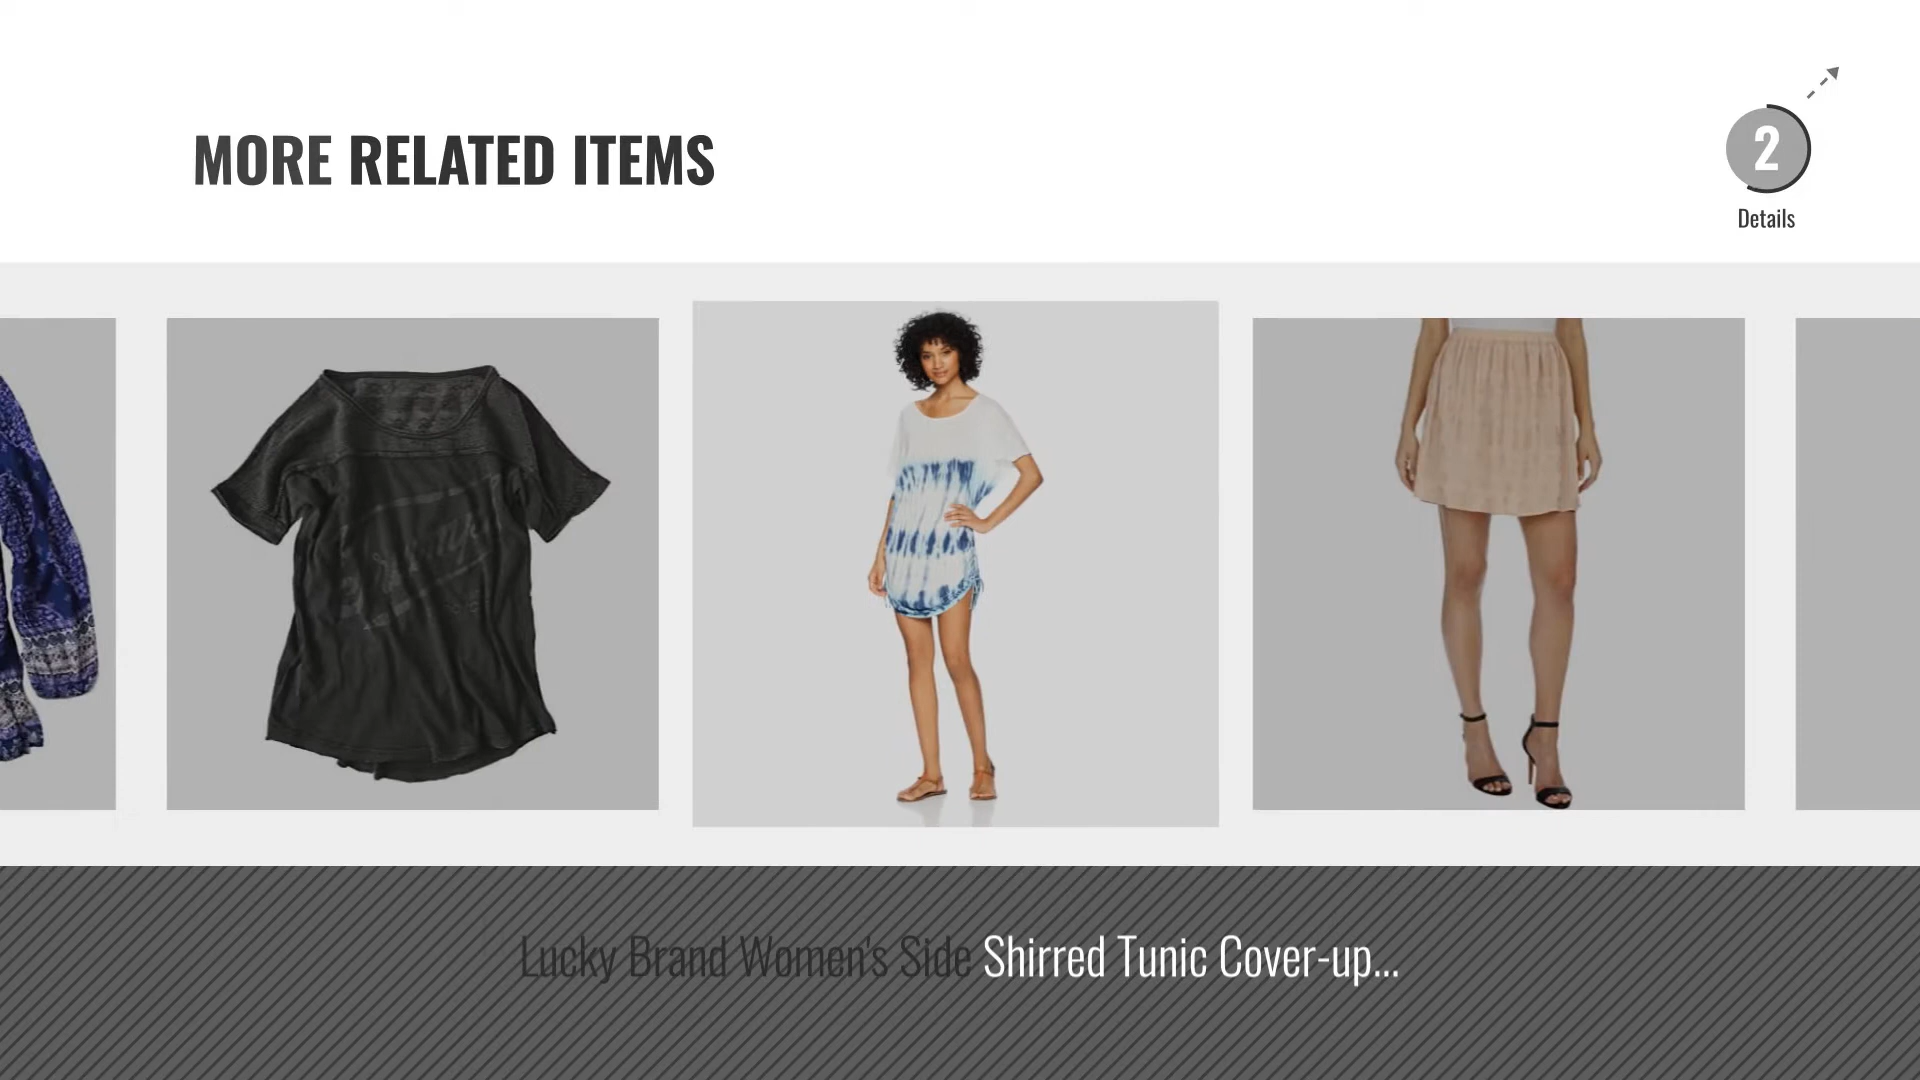 MORE RELATED ITEMS
2
Details
Lucky Brand Women's Side Shirred Tunic Cover-up...